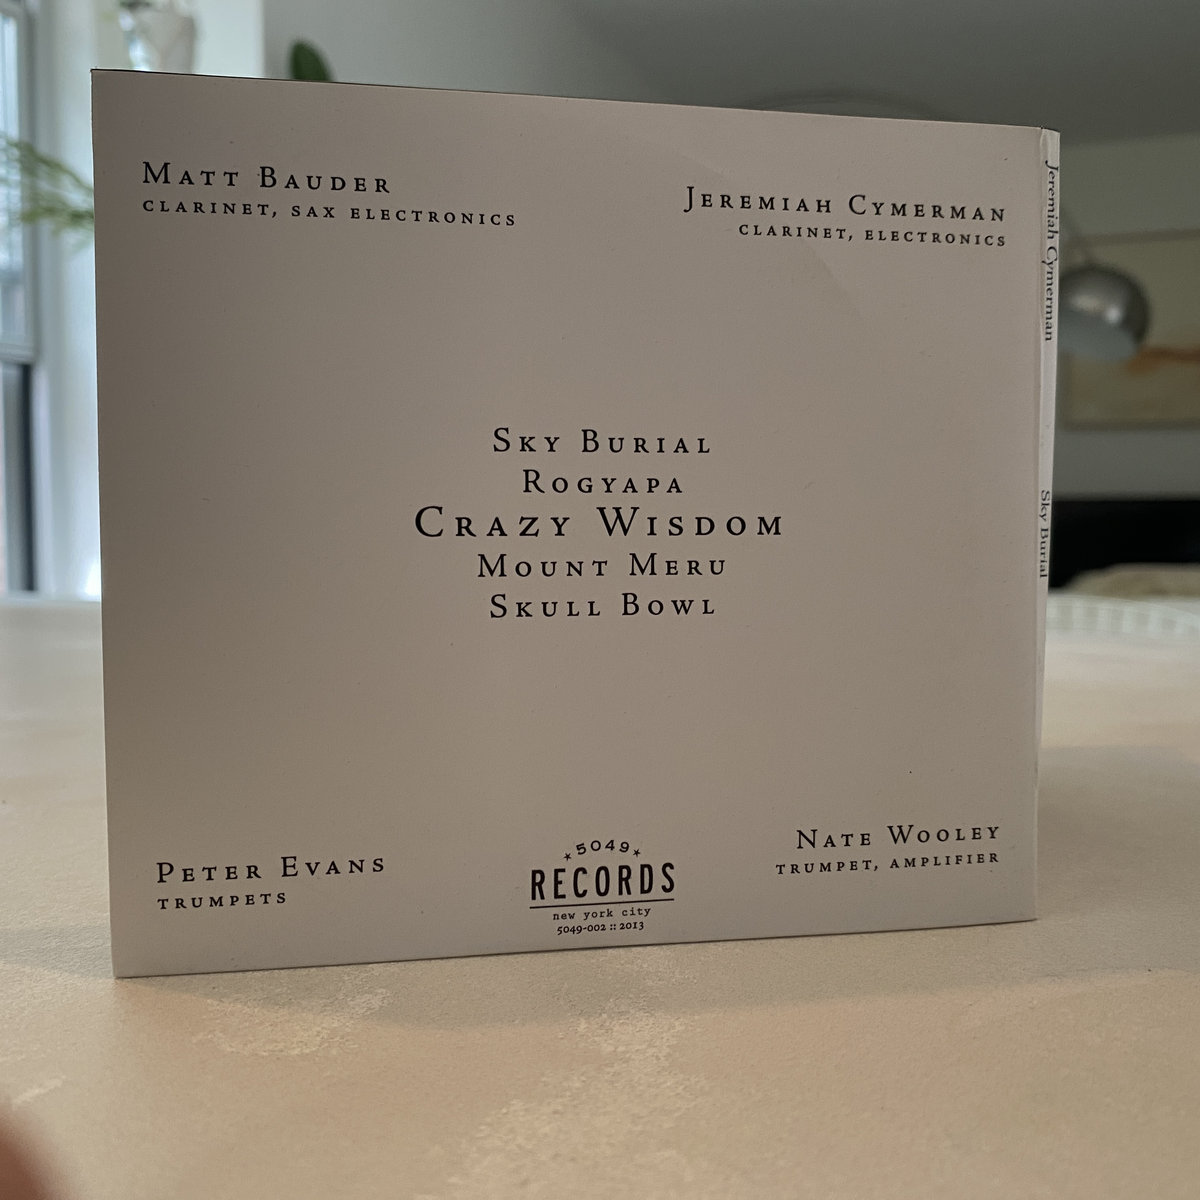 Matt Bauder
clarinet, sax electronics
Jeremiah Cymerman
clarinet, electronics
Sky Burial
Rogyapa
Crazy Wisdom
Mount Meru
Skull Bowl
Peter Evans
trumpets
5049
RECORDS
new york city
5049-002 :: 2013
Nate Wooley
trumpet, amplifier
Jeremiah Cymerman
Sky Burial